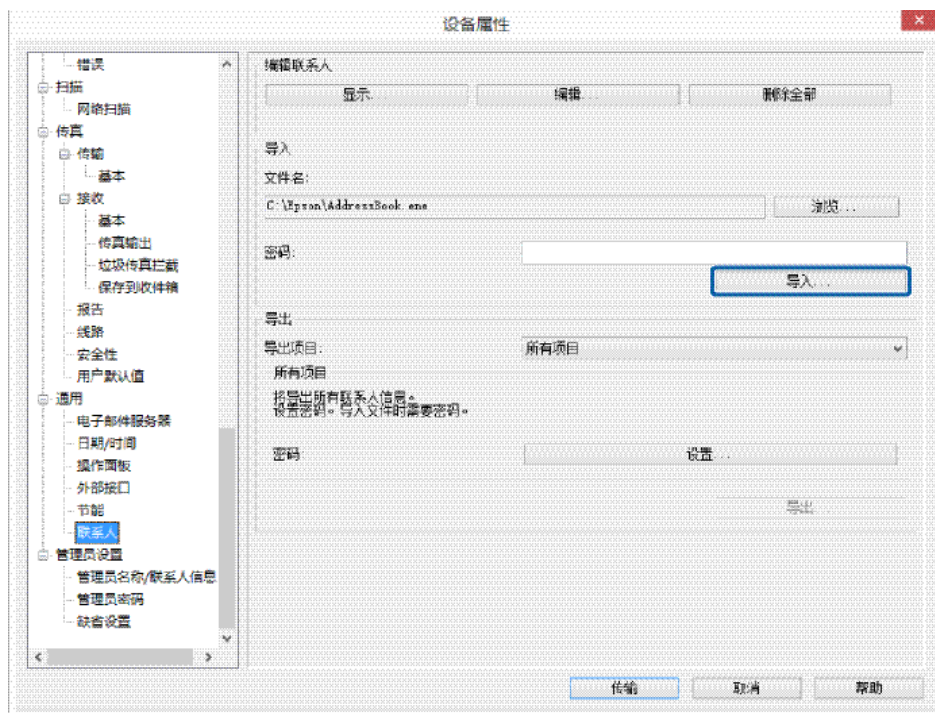 设备属性
错误
扫描
网络扫描
传真
传输
基本
接收
基本
传真输出
垃圾传真拦截
保存到收件箱
报告
线路
安全性
用户默认值
通用
电子邮件服务器
日期/时间
操作面板
外部接口
节能
联系人
管理员设置
管理员名称/联系人信息
管理员密码
缺省设置
编辑联系人
显示... 编辑... 删除全部
导入
文件名:
C:\Epson\AddressBook.ene 浏览...
密码:
导入...
导出
导出项目: 所有项目
所有项目
将导出所有联系人信息。
设置密码。导入文件时需要密码。
密码 设置...
导出...
传输 取消 帮助